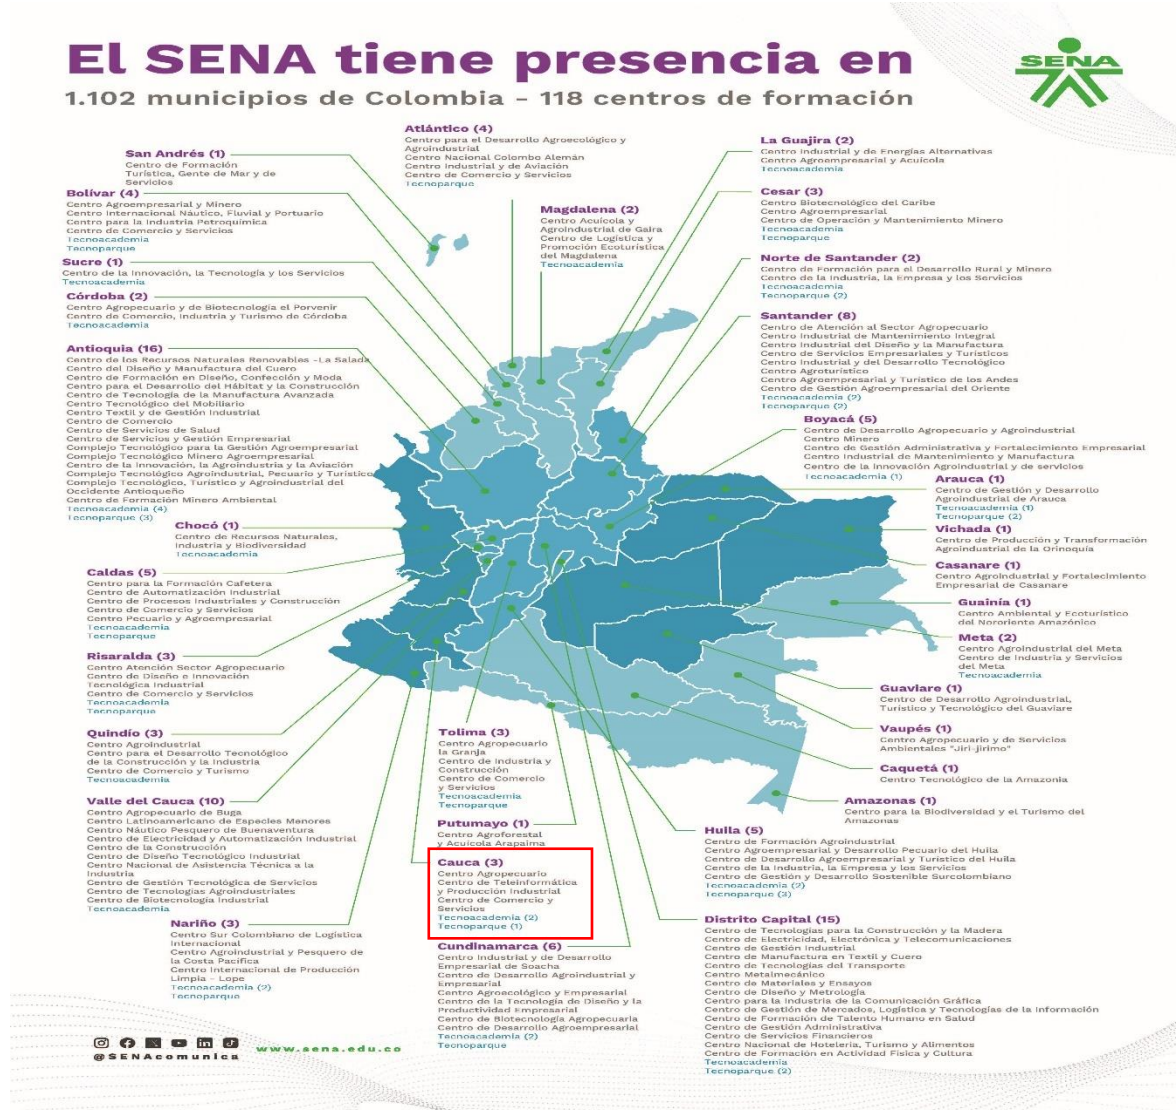 El SENA tiene presencia en
1.102 municipios de Colombia - 118 centros de formación
SENA
Atlántico (4)
Centro para el Desarrollo Agroecológico y
Agroindustrial
Centro Nacional Colombo Alemán
Centro Industrial y de Aviación
Centro de Comercio y Servicios
Tecnoparque
San Andrés (1)
Centro de Formación
Turística, Gente de Mar y de
Servicios
Bolívar (4)
Centro Agroempresarial y Minero
Centro Internacional Náutico, Fluvial y Portuario
Centro para la Industria Petroquímica
Centro de Comercio y Servicios
Tecnoacademia
Tecnoparque
Sucre (1)
Centro de la Innovación, la Tecnología y los Servicios
Tecnoacademia
Córdoba (2)
Centro Agropecuario y de Biotecnología el Porvenir
Centro de Comercio, Industria y Turismo de Córdoba
Tecnoacademia
Antioquia (16)
Centro de los Recursos Naturales Renovables -La Salada
Centro del Diseño y Manufactura del Cuero
Centro de Formación en Diseño, Confección y Moda
Centro para el Desarrollo del Hábitat y la Construcción
Centro de Tecnología de la Manufactura Avanzada
Centro Tecnológico del Mobiliario
Centro Textil y de Gestión Industrial
Centro de Comercio
Centro de Servicios de Salud
Centro de Servicios y Gestión Empresarial
Complejo Tecnológico para la Gestión Agroempresarial
Complejo Tecnológico Minero Agroempresarial
Centro de la Innovación, la Agroindustria y la Aviación
Complejo Tecnológico Agroindustrial, Pecuario y Turístico
Complejo Tecnológico, Turístico y Agroindustrial del
Occidente Antioqueño
Centro de Formación Minero Ambiental
Tecnoacademia (4)
Tecnoparque (3)
Chocó (1)
Centro de Recursos Naturales,
Industria y Biodiversidad
Tecnoacademia
Caldas (5)
Centro para la Formación Cafetera
Centro de Automatización Industrial
Centro de Procesos Industriales y Construcción
Centro de Comercio y Servicios
Centro Pecuario y Agroempresarial
Tecnoacademia
Tecnoparque
Risaralda (3)
Centro Atención Sector Agropecuario
Centro de Diseño e Innovación
Tecnológica Industrial
Centro de Comercio y Servicios
Tecnoacademia
Tecnoparque
Quindío (3)
Centro Agroindustrial
Centro para el Desarrollo Tecnológico
de la Construcción y la Industria
Centro de Comercio y Turismo
Tecnoacademia
Valle del Cauca (10)
Centro Agropecuario de Buga
Centro Latinoamericano de Especies Menores
Centro Náutico Pesquero de Buenaventura
Centro de Electricidad y Automatización Industrial
Centro de la Construcción
Centro de Diseño Tecnológico Industrial
Centro Nacional de Asistencia Técnica a la
Industria
Centro de Gestión Tecnológica de Servicios
Centro de Tecnologías Agroindustriales
Centro de Biotecnología Industrial
Tecnoacademia
Nariño (3)
Centro Sur Colombiano de Logística
Internacional
Centro Agroindustrial y Pesquero de
la Costa Pacífica
Centro Internacional de Producción
Limpia - Lope
Tecnoacademia (2)
Tecnoparque
Magdalena (2)
Centro Acuícola y
Agroindustrial de Gaira
Centro de Logística y
Promoción Ecoturística
del Magdalena
Tecnoacademia
La Guajira (2)
Centro Industrial y de Energías Alternativas
Centro Agroempresarial y Acuícola
Cesar (3)
Centro Biotecnológico del Caribe
Centro Agroempresarial
Centro de Operación y Mantenimiento Minero
Tecnoacademia
Tecnoparque
Norte de Santander (2)
Centro de Formación para el Desarrollo Rural y Minero
Centro de la Industria, la Empresa y los Servicios
Tecnoacademia
Tecnoparque (2)
Santander (8)
Centro de Atención al Sector Agropecuario
Centro Industrial de Mantenimiento Integral
Centro Industrial del Diseño y la Manufactura
Centro de Servicios Empresariales y Turísticos
Centro Industrial y del Desarrollo Tecnológico
Centro Agroturístico
Centro Agroempresarial y Turístico de los Andes
Centro de Gestión Agroempresarial del Oriente
Tecnoacademia (2)
Tecnoparque (2)
Boyacá (5)
Centro de Desarrollo Agropecuario y Agroindustrial
Centro Minero
Centro de Gestión Administrativa y Fortalecimiento Empresarial
Centro Industrial de Mantenimiento y Manufactura
Centro de la Innovación Agroindustrial y de servicios
Tecnoacademia (1)
Arauca (1)
Centro de Gestión y Desarrollo
Agroindustrial de Arauca
Tecnoacademia (1)
Tecnoparque (2)
Vichada (1)
Centro de Producción y Transformación
Agroindustrial de la Orinoquía
Casanare (1)
Centro Agroindustrial y Fortalecimiento
Empresarial de Casanare
Guainía (1)
Centro Ambiental y Ecoturístico
del Nororiente Amazónico
Meta (2)
Centro Agroindustrial del Meta
Centro de Industria y Servicios
del Meta
Tecnoacademia
Guaviare (1)
Centro de Desarrollo Agroindustrial,
Turístico y Tecnológico del Guaviare
Vaupés (1)
Centro Agropecuario y de Servicios
Ambientales "Jiri-jirimo"
Caquetá (1)
Centro Tecnológico de la Amazonia
Amazonas (1)
Centro para la Biodiversidad y el Turismo del
Amazonas
Tolima (3)
Centro Agropecuario
la Granja
Centro de Industria y
Construcción
Centro de Comercio
y Servicios
Tecnoacademia
Tecnoparque
Putumayo (1)
Centro Agroforestal
y Acuícola Arapaima
Cauca (3)
Centro Agropecuario
Centro de Teleinformática
y Producción Industrial
Centro de Comercio y
Servicios
Tecnoacademia (2)
Tecnoparque (1)
Cundinamarca (6)
Centro Industrial y de Desarrollo
Empresarial de Soacha
Centro de Desarrollo Agroindustrial y
Empresarial
Centro Agroecológico y Empresarial
Centro de la Tecnología de Diseño y la
Productividad Empresarial
Centro de Biotecnología Agropecuaria
Centro de Desarrollo Agroempresarial
Tecnoacademia (2)
Tecnoparque
Huila (5)
Centro de Formación Agroindustrial
Centro Agroempresarial y Desarrollo Pecuario del Huila
Centro de Desarrollo Agroempresarial y Turístico del Huila
Centro de la Industria, la Empresa y los Servicios
Centro de Gestión y Desarrollo Sostenible Surcolombiano
Tecnoacademia (2)
Tecnoparque (3)
Distrito Capital (15)
Centro de Tecnologías para la Construcción y la Madera
Centro de Electricidad, Electrónica y Telecomunicaciones
Centro de Gestión Industrial
Centro de Manufactura en Textil y Cuero
Centro de Tecnologías del Transporte
Centro Metalmecánico
Centro de Materiales y Ensayos
Centro de Diseño y Metrología
Centro para la Industria de la Comunicación Gráfica
Centro de Gestión de Mercados, Logística y Tecnologías de la Información
Centro de Formación de Talento Humano en Salud
Centro de Gestión Administrativa
Centro de Servicios Financieros
Centro Nacional de Hotelería, Turismo y Alimentos
Centro de Formación en Actividad Física y Cultura
Tecnoacademia
Tecnoparque (2)
@SENAcomunica
www.sena.edu.co